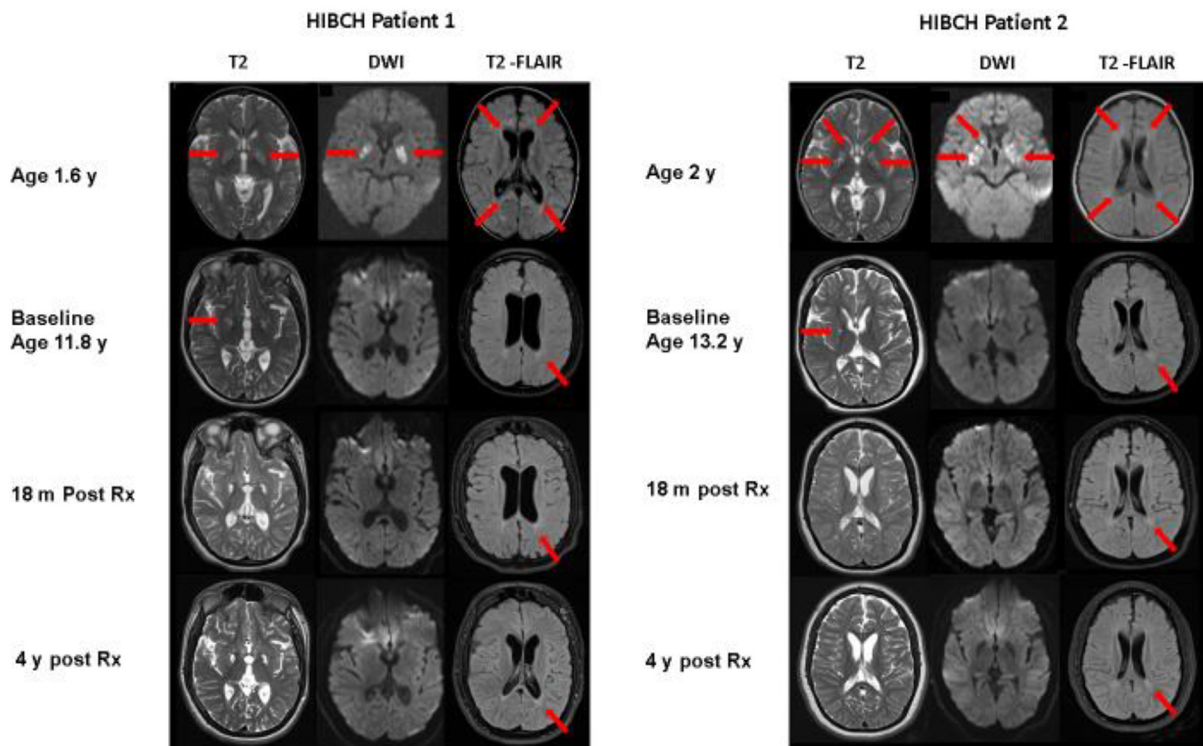 HIBCH Patient 1
T2 DWI T2 -FLAIR
Age 1.6 y
Baseline
Age 11.8 y
18 m Post Rx
4 y post Rx
HIBCH Patient 2
T2 DWI T2 -FLAIR
Age 2 y
Baseline
Age 13.2 y
18 m post Rx
4 y post Rx